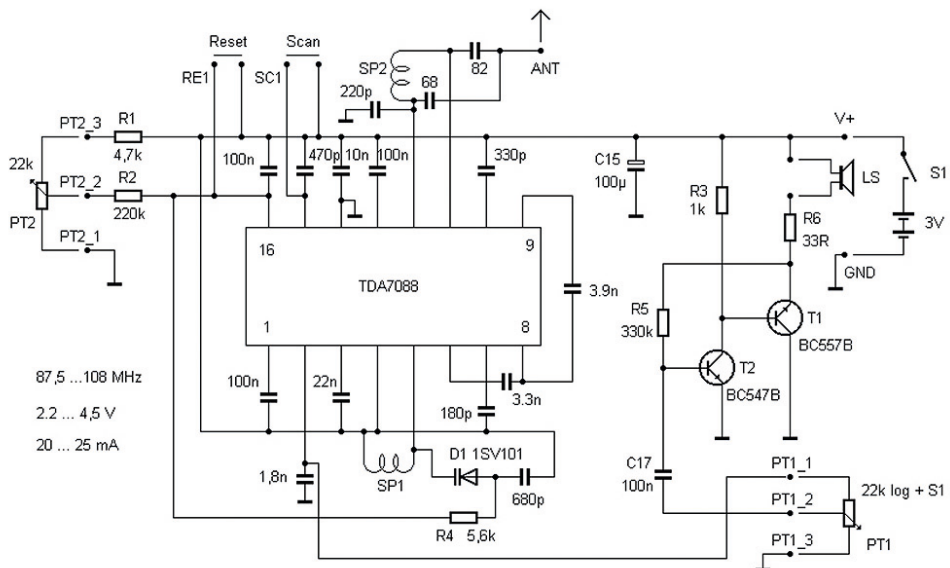 Reset
Scan
RE1
SC1
SP2
82
ANT
68
220p
PT2_3
R1
4,7k
22k
PT2_2
R2
220k
PT2
PT2_1
100n
470p
10n
100n
330p
C15
100µ
R3
1k
V+
LS
S1
R6
33R
3V
GND
16
9
TDA7088
1
8
3.9n
R5
330k
T1
BC557B
T2
BC547B
87,5 ...108 MHz
2.2 ... 4,5 V
20 ... 25 mA
100n
22n
3.3n
180p
1,8n
SP1
D1 1SV101
680p
R4
5,6k
C17
100n
PT1_1
PT1_2
PT1_3
22k log + S1
PT1